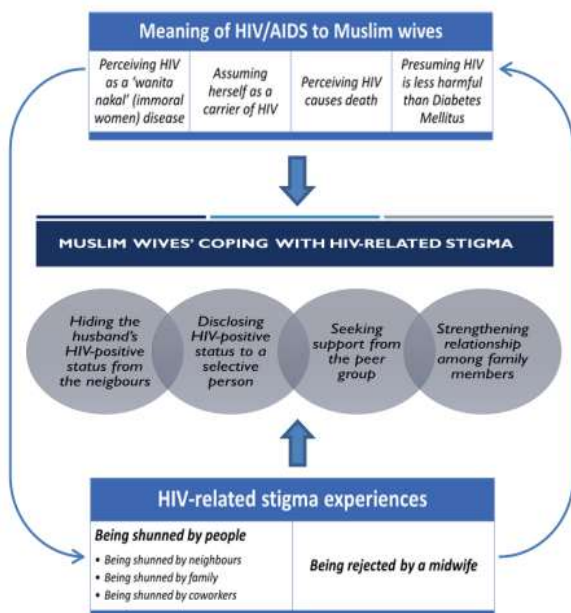 Meaning of HIV/AIDS to Muslim wives
Perceiving HIV
as a 'wanita
nakal' (immoral
women) disease
Assuming
herself as a
carrier of HIV
Perceiving HIV
causes death
Presuming HIV
is less harmful
than Diabetes
Mellitus
MUSLIM WIVES' COPING WITH HIV-RELATED STIGMA
Hiding the
husband's
HIV-positive
status from
the neighbours
Disclosing
HIV-positive
status to a
selective
person
Seeking
support from
the peer
group
Strengthening
relationship
among family
members
HIV-related stigma experiences
Being shunned by people
• Being shunned by neighbours
• Being shunned by family
• Being shunned by coworkers
Being rejected by a midwife